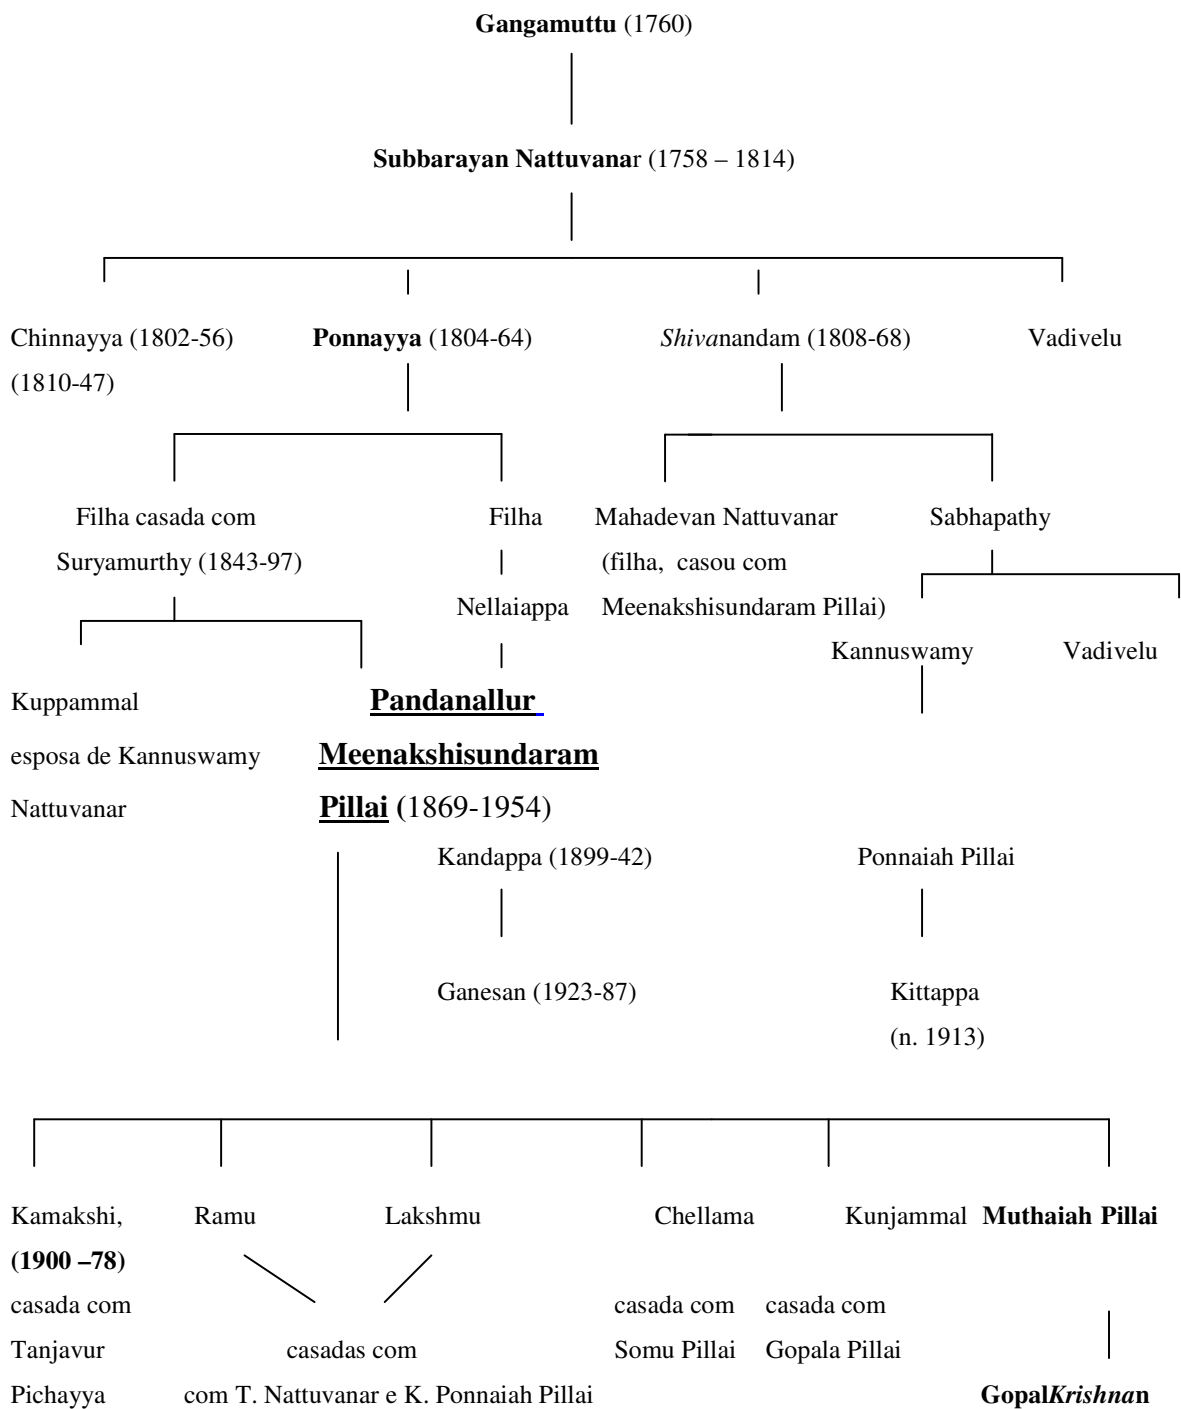 Gangamuttu (1760)
Subbarayan Nattuvanar (1758 – 1814)
Chinnayya (1802-56) Ponnayya (1804-64) Shivanandam (1808-68) Vadivelu
(1810-47)
Filha casada com Filha Mahadevan Nattuvanar Sabhapathy
Suryamurthy (1843-97) (filha, casou com
Nellaiappa Meenakshisundaram Pillai)
Kannuswamy Vadivelu
Kuppammal Pandanallur
esposa de Kannuswamy Meenakshisundaram
Nattuvanar Pillai (1869-1954)
Kandappa (1899-42) Ponnaiah Pillai
Ganesan (1923-87) Kittappa
(n. 1913)
Kamakshi, Ramu Lakshmu Chellama Kunjammal Muthaiah Pillai
(1900 –78)
casada com casada com casada com
Tanjavur casadas com Somu Pillai Gopala Pillai
Pichayya com T. Nattuvanar e K. Ponnaiah Pillai GopalKrishnan